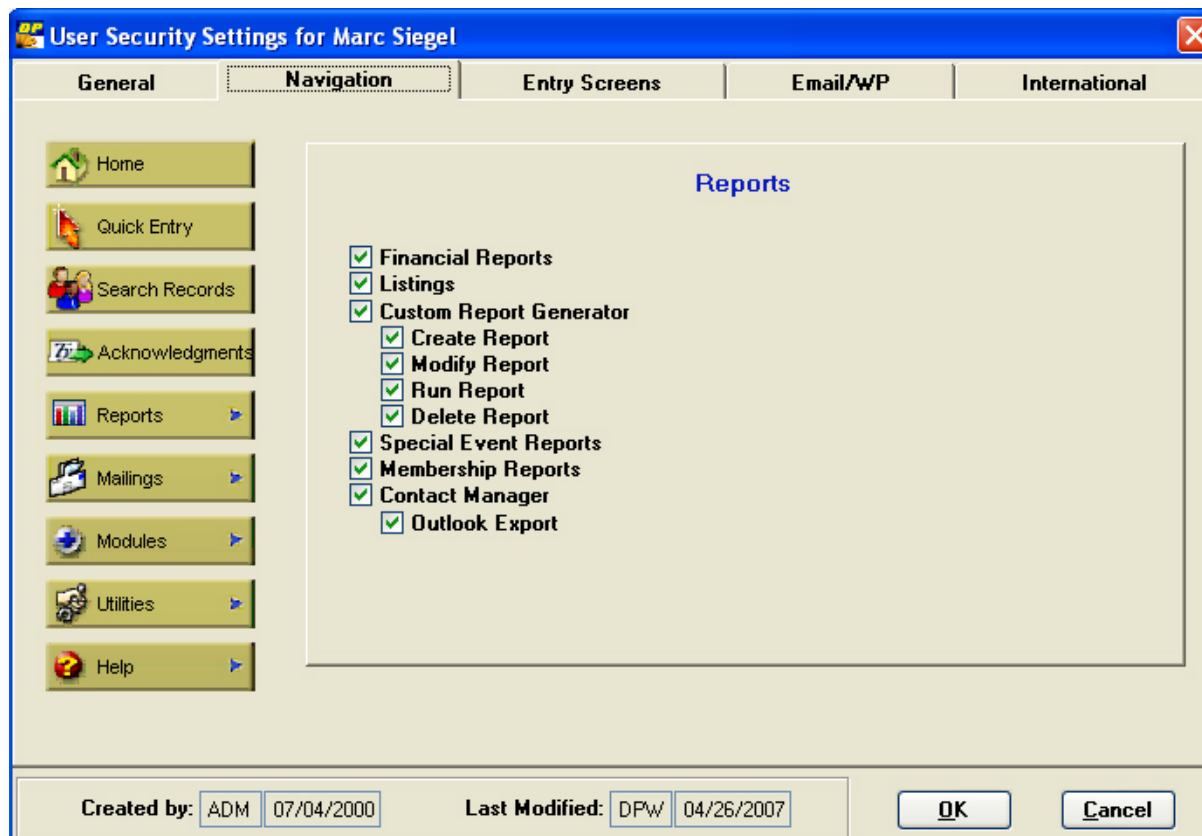 User Security Settings for Marc Siegel
General Navigation Entry Screens Email/WP International
Home
Quick Entry
Search Records
Acknowledgments
Reports
Mailings
Modules
Utilities
Help
Reports
Financial Reports
Listings
Custom Report Generator
Create Report
Modify Report
Run Report
Delete Report
Special Event Reports
Membership Reports
Contact Manager
Outlook Export
Created by: ADM 07/04/2000 Last Modified: DPW 04/26/2007 OK Cancel